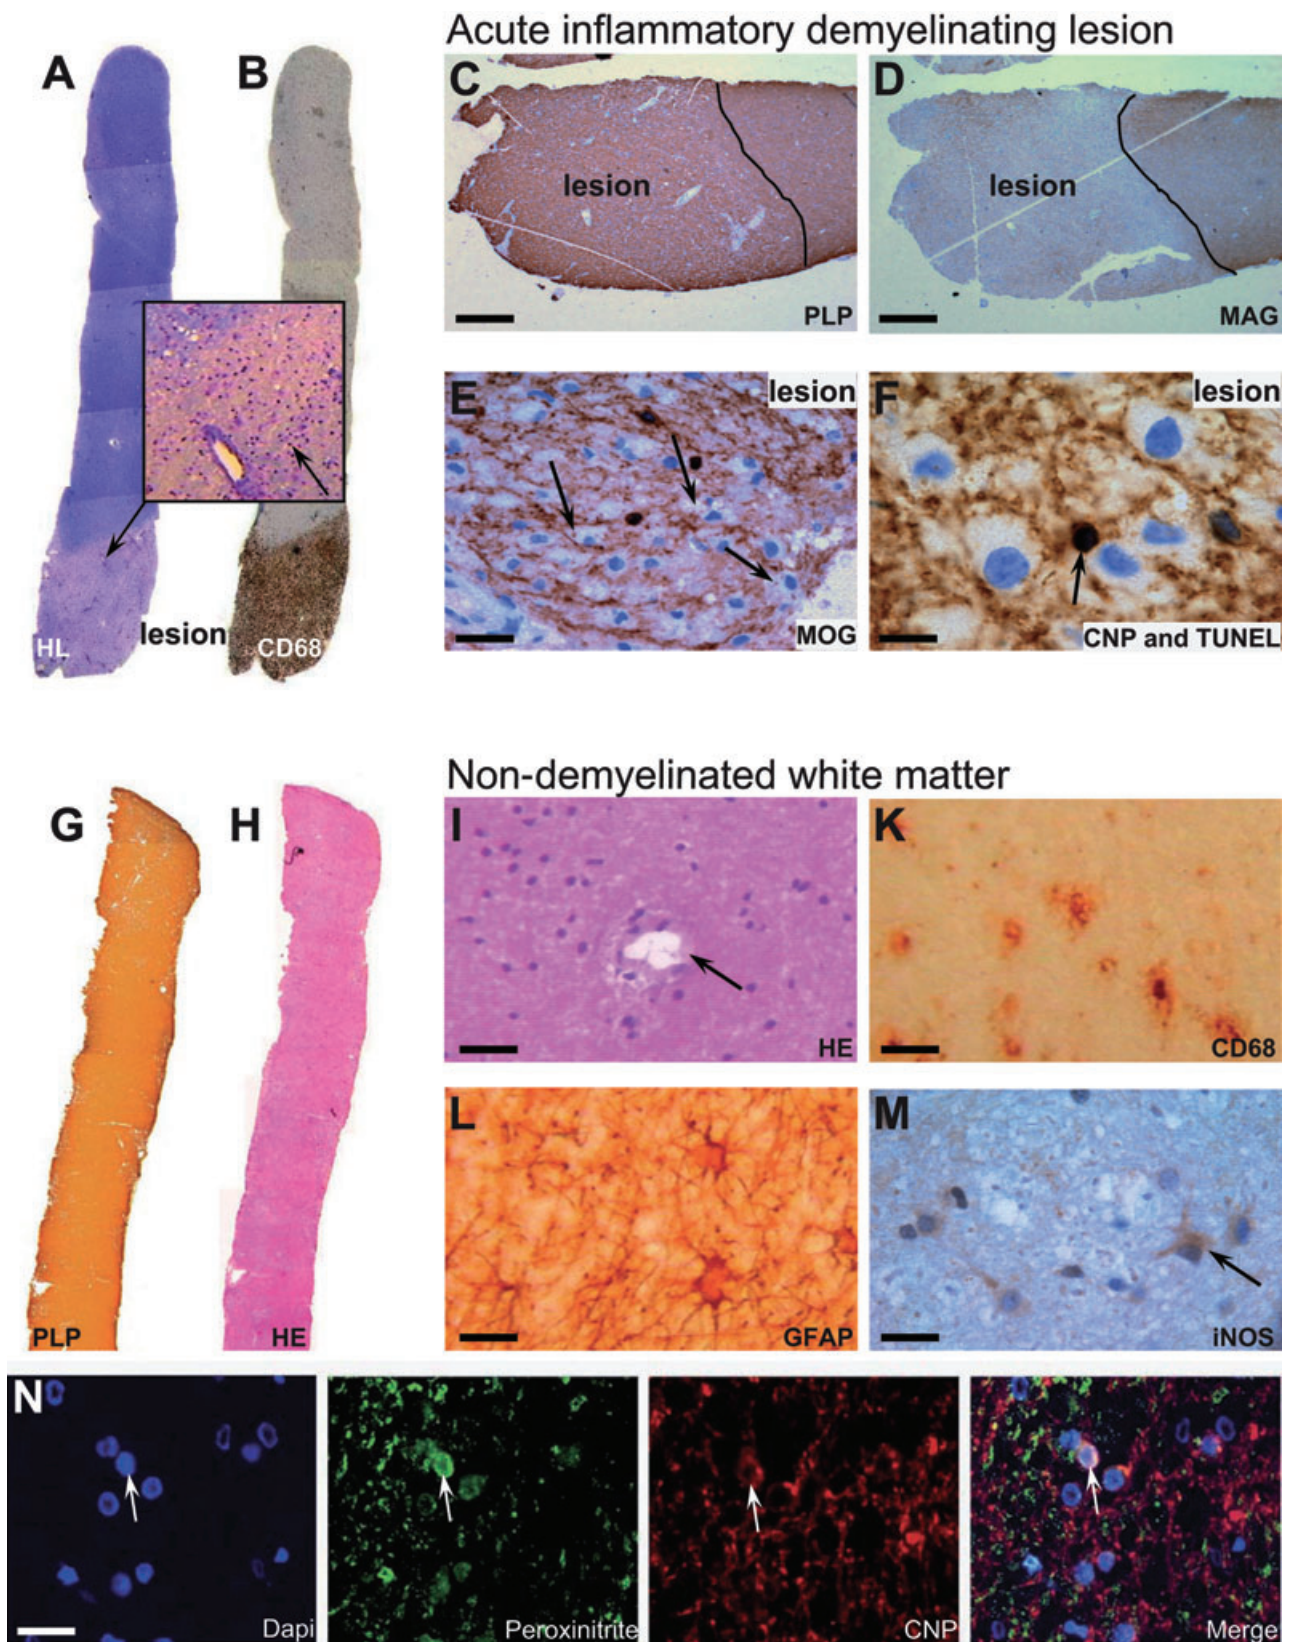 Acute inflammatory demyelinating lesion
A
B
C
lesion
PLP
D
lesion
MAG
E
lesion
MOG
F
lesion
CNP and TUNEL
HL
lesion
CD68
Non-demyelinated white matter
G
PLP
H
HE
I
HE
K
CD68
L
GFAP
M
iNOS
N
Dapi
Peroxinitrite
CNP
Merge